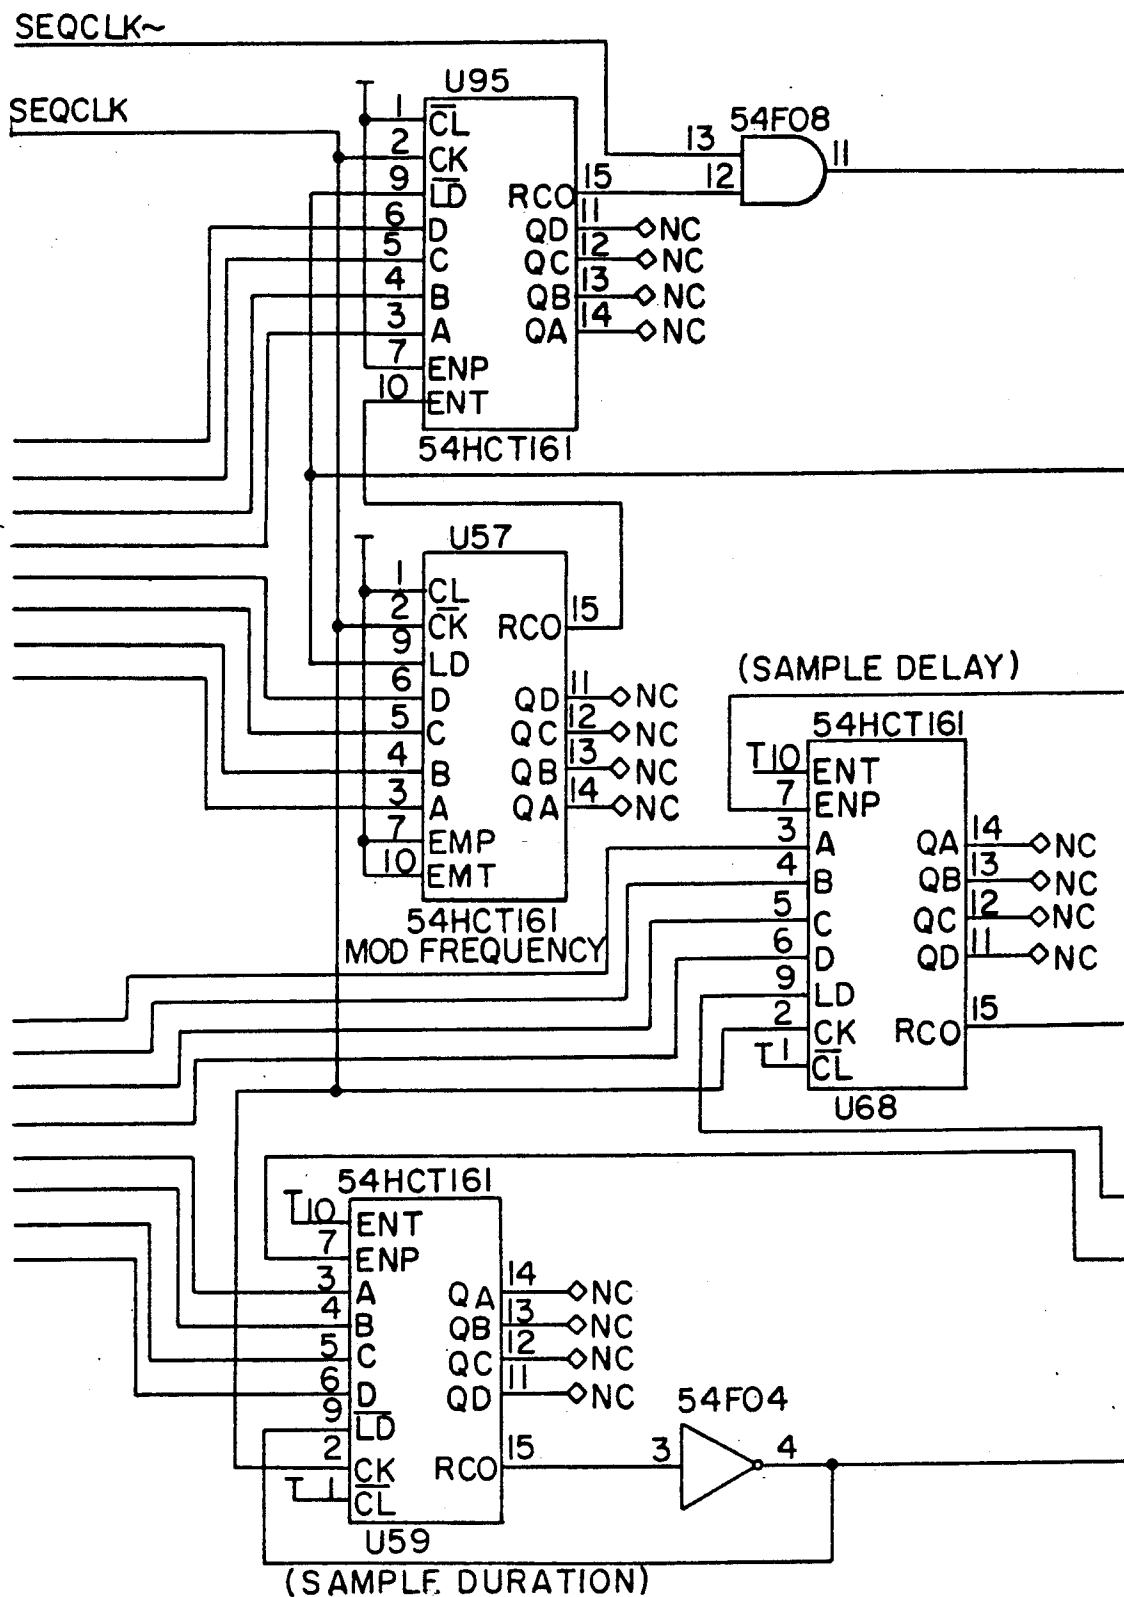 SEQCLK~
SEQCLK
U95
1 C̅L̅
2 CK
9 L̅D̅
6 D
5 C
4 B
3 A
7 ENP
10 ENT
RCO 15
QD 11 NC
QC 12 NC
QB 13 NC
QA 14 NC
54HCT161
54F08
13
12
11
U57
1 CL
2 C̅K̅
9 LD
6 D
5 C
4 B
3 A
7 EMP
10 EMT
RCO 15
QD 11 NC
QC 12 NC
QB 13 NC
QA 14 NC
54HCT161
MOD FREQUENCY
(SAMPLE DELAY)
54HCT161
T 10 ENT
7 ENP
3 A
4 B
5 C
6 D
9 LD
2 CK
1 C̅L̅
QA 14 NC
QB 13 NC
QC 12 NC
QD 11 NC
RCO 15
U68
54HCT161
10 ENT
7 ENP
3 A
4 B
5 C
6 D
9 L̅D̅
2 CK
1 C̅L̅
QA 14 NC
QB 13 NC
QC 12 NC
QD 11 NC
RCO 15
U59
(SAMPLE DURATION)
54F04
3
4